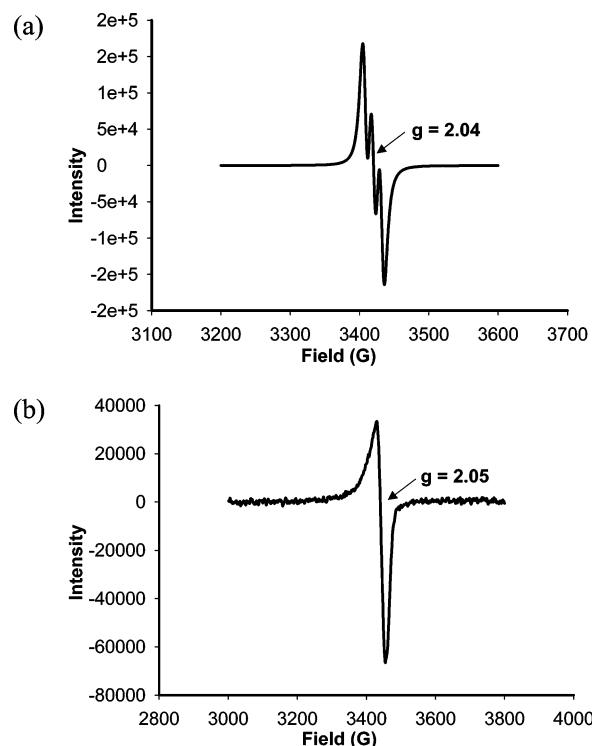 (a)
2e+5
2e+5
1e+5
5e+4
0
-5e+4
-1e+5
-2e+5
-2e+5
Intensity
g = 2.04
3100 3200 3300 3400 3500 3600 3700
Field (G)
(b)
40000
20000
0
-20000
-40000
-60000
-80000
Intensity
g = 2.05
2800 3000 3200 3400 3600 3800 4000
Field (G)